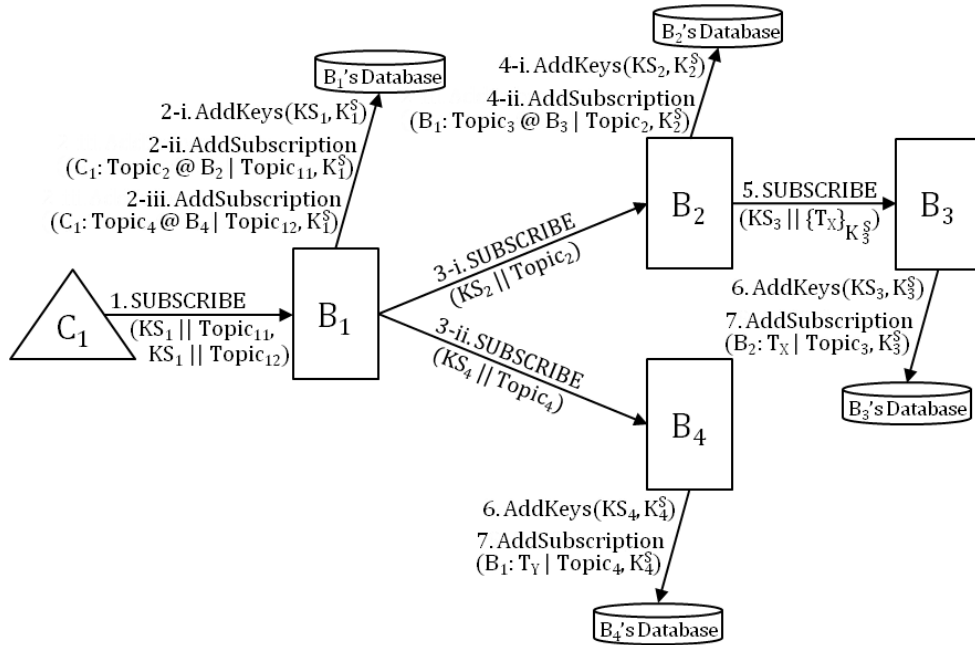 B₂'s Database
B₁'s Database
4-i. AddKeys(KS₂, K₂ˢ)
4-ii. AddSubscription
(B₁: Topic₃ @ B₃ | Topic₂, K₂ˢ)
2-i. AddKeys(KS₁, K₁ˢ)
2-ii. AddSubscription
(C₁: Topic₂ @ B₂ | Topic₁₁, K₁ˢ)
2-iii. AddSubscription
(C₁: Topic₄ @ B₄ | Topic₁₂, K₁ˢ)
C₁
1. SUBSCRIBE
(KS₁ || Topic₁₁,
KS₁ || Topic₁₂)
B₁
3-i. SUBSCRIBE
(KS₂ || Topic₂)
3-ii. SUBSCRIBE
(KS₄ || Topic₄)
B₂
5. SUBSCRIBE
(KS₃ || {T_X}_K₃ˢ)
B₃
6. AddKeys(KS₃, K₃ˢ)
7. AddSubscription
(B₂: T_X | Topic₃, K₃ˢ)
B₃'s Database
B₄
6. AddKeys(KS₄, K₄ˢ)
7. AddSubscription
(B₁: T_Y | Topic₄, K₄ˢ)
B₄'s Database